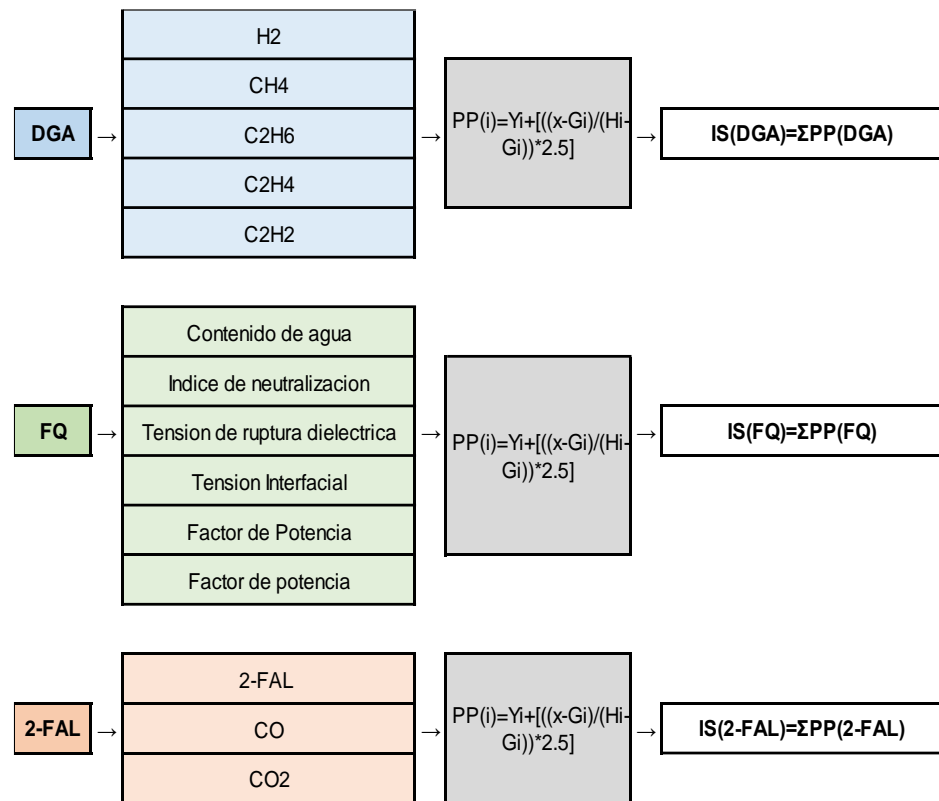 H2
CH4
DGA → C2H6 → PP(i)=Yi+[((x-Gi)/(Hi-
Gi))*2.5] → IS(DGA)=ΣPP(DGA)
C2H4
C2H2
Contenido de agua
Indice de neutralizacion
FQ → Tension de ruptura dielectrica → PP(i)=Yi+[((x-Gi)/(Hi-
Gi))*2.5] → IS(FQ)=ΣPP(FQ)
Tension Interfacial
Factor de Potencia
Factor de potencia
2-FAL
2-FAL → CO → PP(i)=Yi+[((x-Gi)/(Hi-
Gi))*2.5] → IS(2-FAL)=ΣPP(2-FAL)
CO2